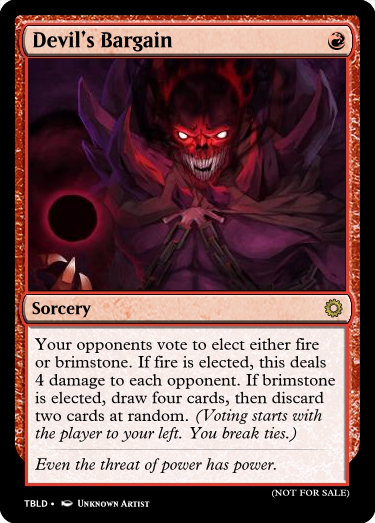 Devil's Bargain
Sorcery
Your opponents vote to elect either fire
or brimstone. If fire is elected, this deals
4 damage to each opponent. If brimstone
is elected, draw four cards, then discard
two cards at random. (Voting starts with
the player to your left. You break ties.)
Even the threat of power has power.
(NOT FOR SALE)
TBLD • Unknown Artist